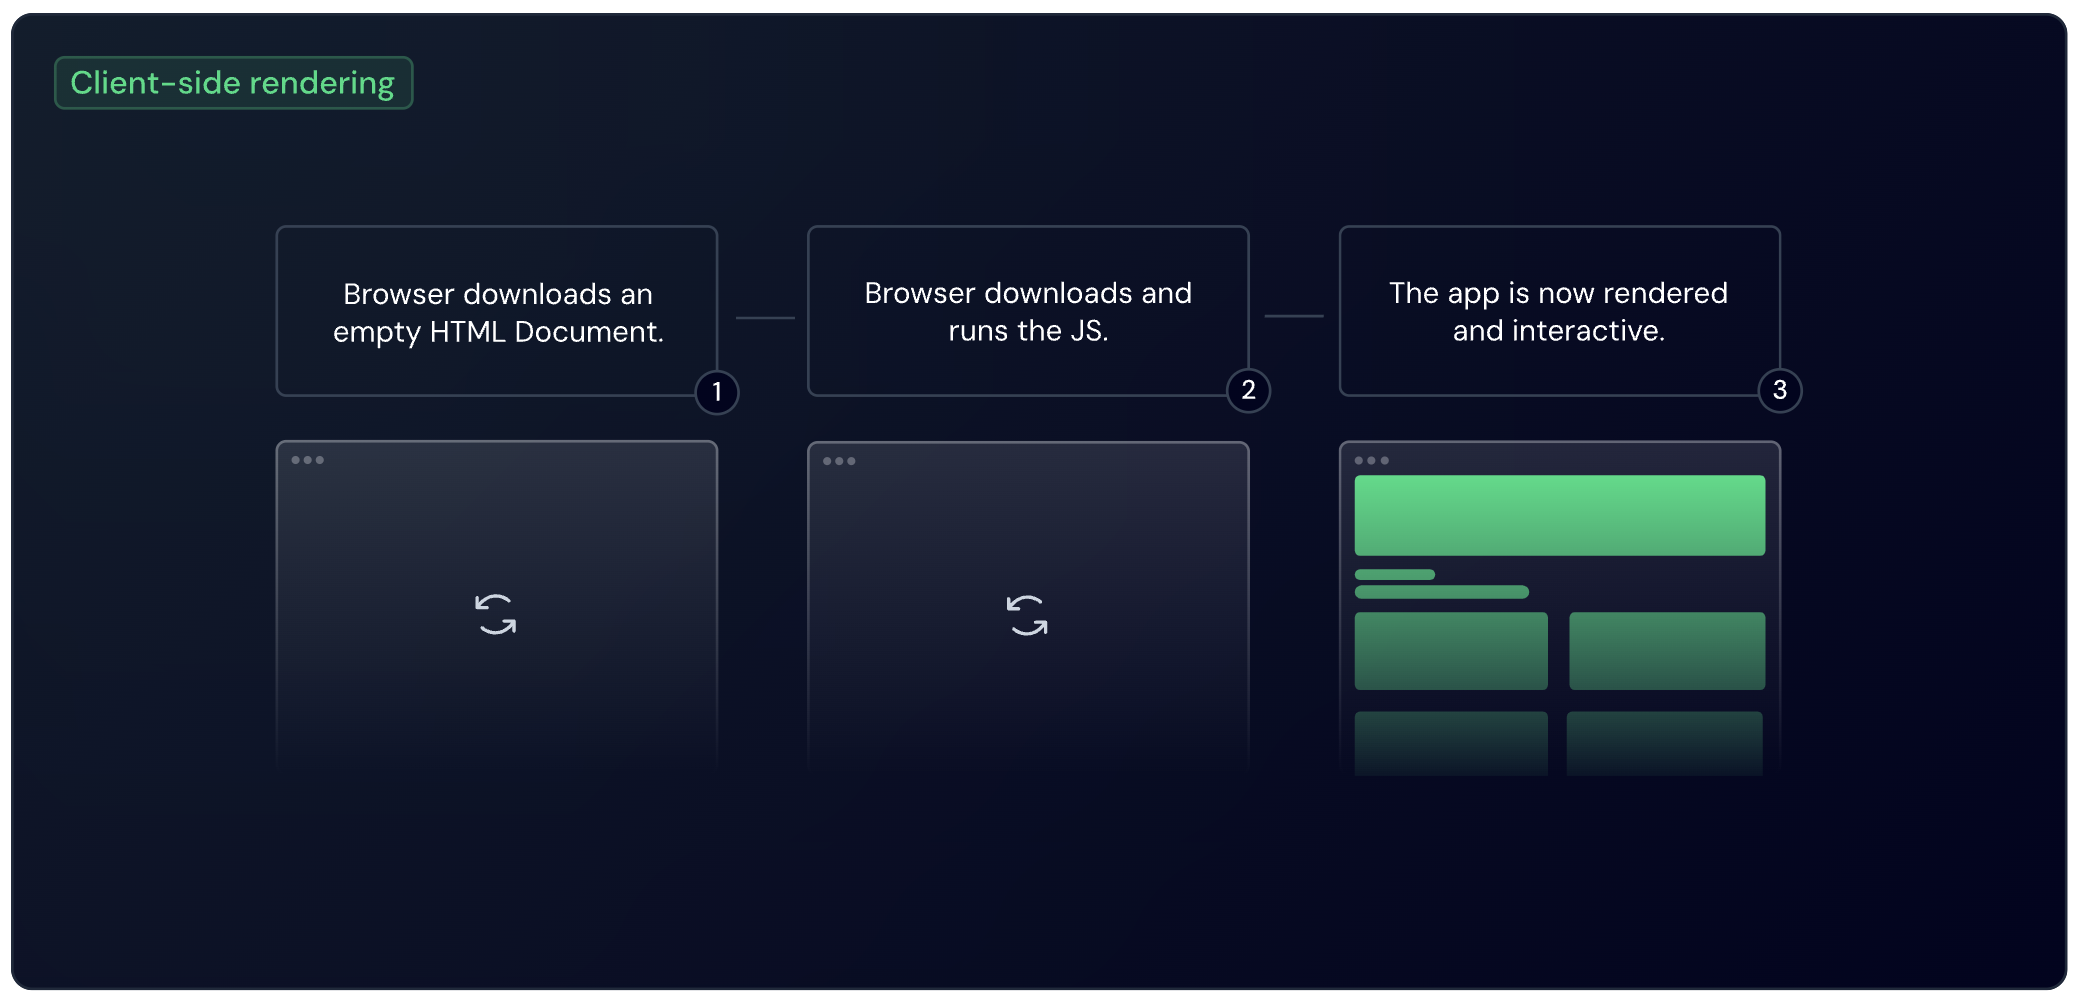 Client-side rendering
Browser downloads an
empty HTML Document.
1
Browser downloads and
runs the JS.
2
The app is now rendered
and interactive.
3